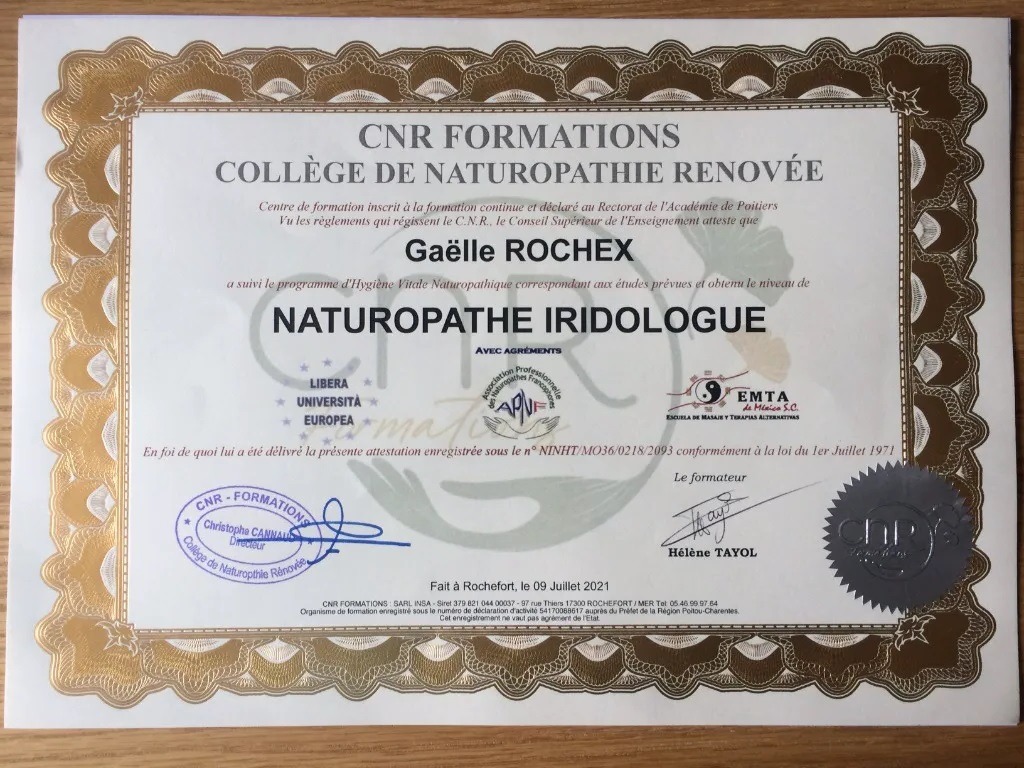 CNR FORMATIONS
COLLÈGE DE NATUROPATHIE RENOVÉE
Centre de formation inscrit à la formation continue et déclaré au Rectorat de l'Académie de Poitiers
Vu les règlements qui régissent le C.N.R., le Conseil Supérieur de l'Enseignement atteste que
Gaëlle ROCHEX
a suivi le programme d'Hygiène Vitale Naturopathique correspondant aux études prévues et obtenu le niveau de
NATUROPATHE IRIDOLOGUE
AVEC AGRÉMENTS
LIBERA
UNIVERSITÀ
EUROPEA
Association Professionnelle
des Naturopathes Francophones
APNF
EMTA
de México S.C.
ESCUELA DE MASAJE Y TERAPIAS ALTERNATIVAS
cnr
formations
En foi de quoi lui a été délivré la présente attestation enregistrée sous le n° NINHT/MO36/0218/2093 conformément à la loi du 1er Juillet 1971
CNR - FORMATIONS
Christophe CANNAUD
Directeur
Collège de Naturopthie Rénovée
Le formateur
Tayol
Hélène TAYOL
cnr
Fait à Rochefort, le 09 Juillet 2021
CNR FORMATIONS : SARL INSA - Siret 379 821 044 00037 - 97 rue Thiers 17300 ROCHEFORT / MER Tel: 05.46.99.97.64
Organisme de formation enregistré sous le numéro de déclaration d'activité 54170088617 auprès du Préfet de la Région Poitou-Charentes.
Cet enregistrement ne vaut pas agrément de l'Etat.